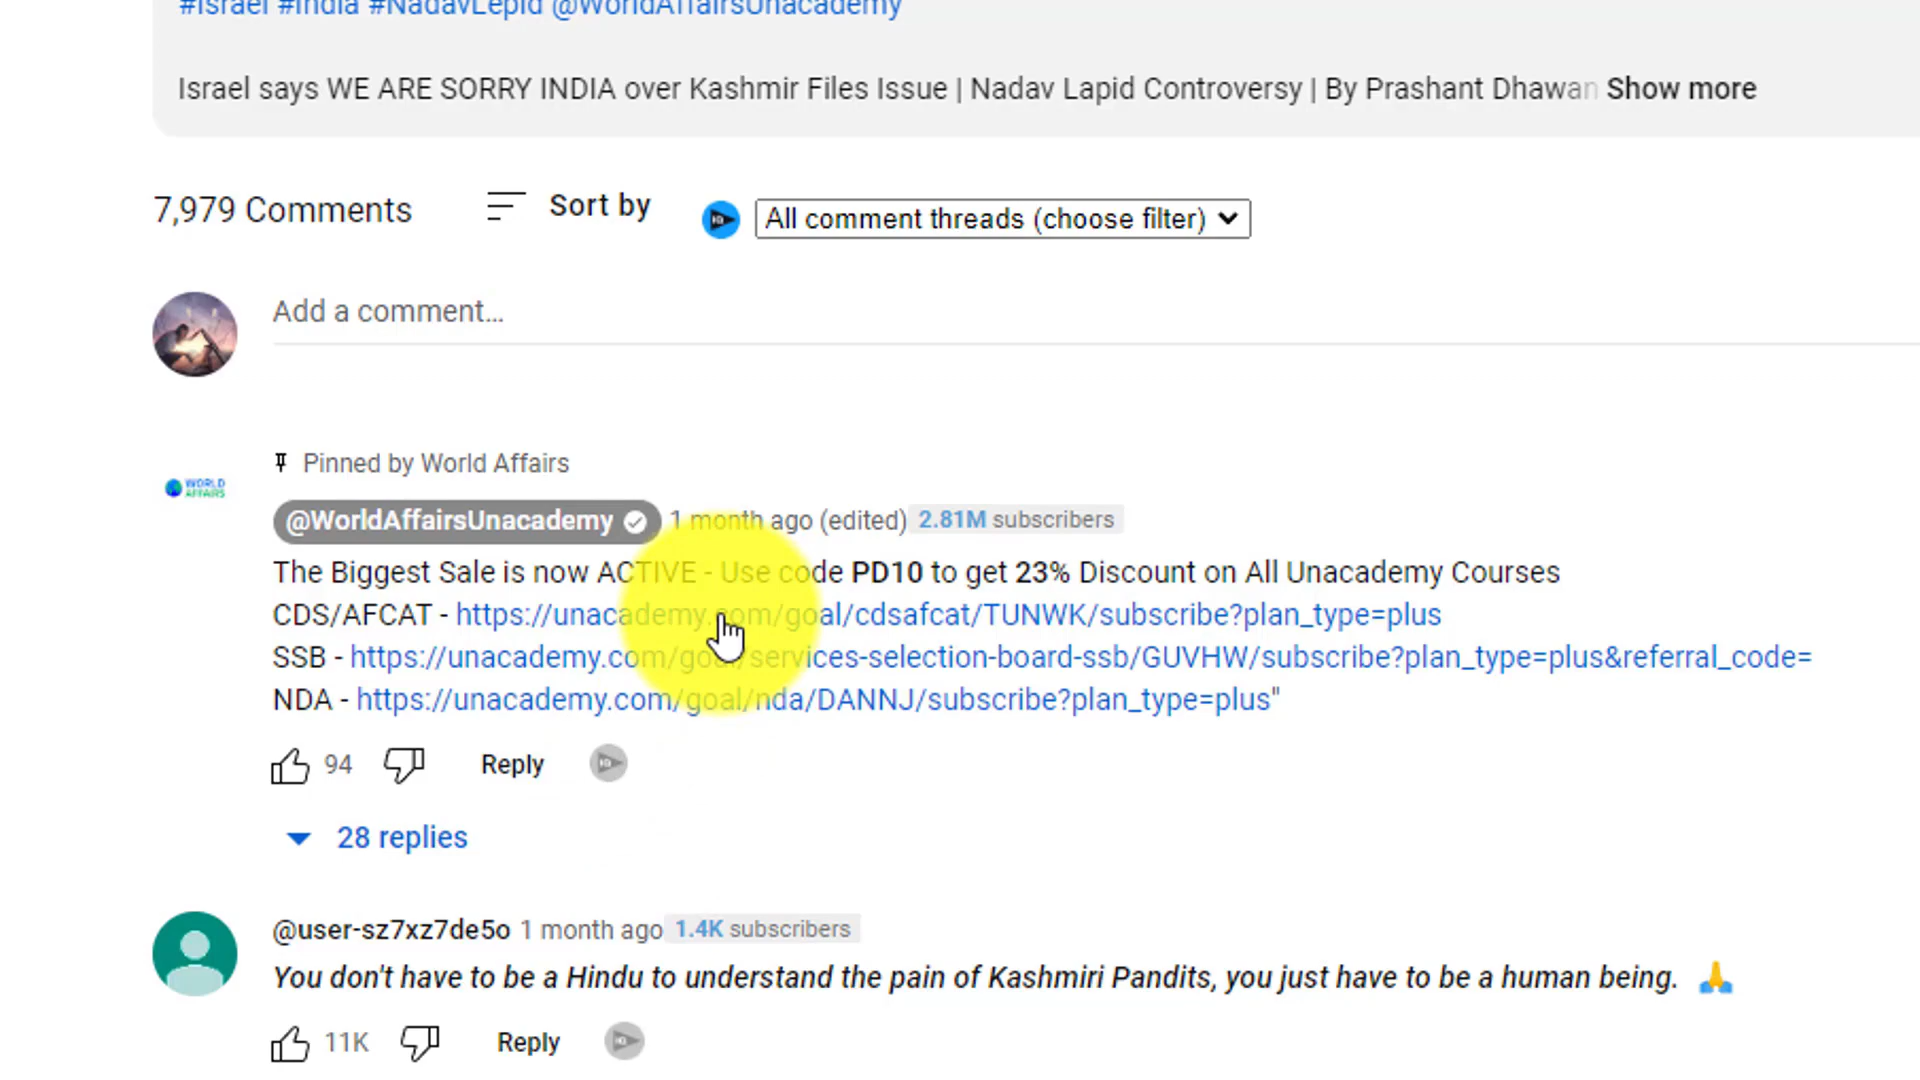 #Israel #India #NadavLepid @WorldAffairsUnacademy
Israel says WE ARE SORRY INDIA over Kashmir Files Issue | Nadav Lapid Controversy | By Prashant Dhawan Show more
7,979 Comments Sort by All comment threads (choose filter)
Add a comment...
Pinned by World Affairs
WORLD AFFAIRS
@WorldAffairsUnacademy 1 month ago (edited) 2.81M subscribers
The Biggest Sale is now ACTIVE - Use code PD10 to get 23% Discount on All Unacademy Courses
CDS/AFCAT - https://unacademy.com/goal/cdsafcat/TUNWK/subscribe?plan_type=plus
SSB - https://unacademy.com/goal/services-selection-board-ssb/GUVHW/subscribe?plan_type=plus&referral_code=
NDA - https://unacademy.com/goal/nda/DANNJ/subscribe?plan_type=plus"
94 Reply
28 replies
@user-sz7xz7de5o 1 month ago 1.4K subscribers
You don't have to be a Hindu to understand the pain of Kashmiri Pandits, you just have to be a human being. 🙏
11K Reply